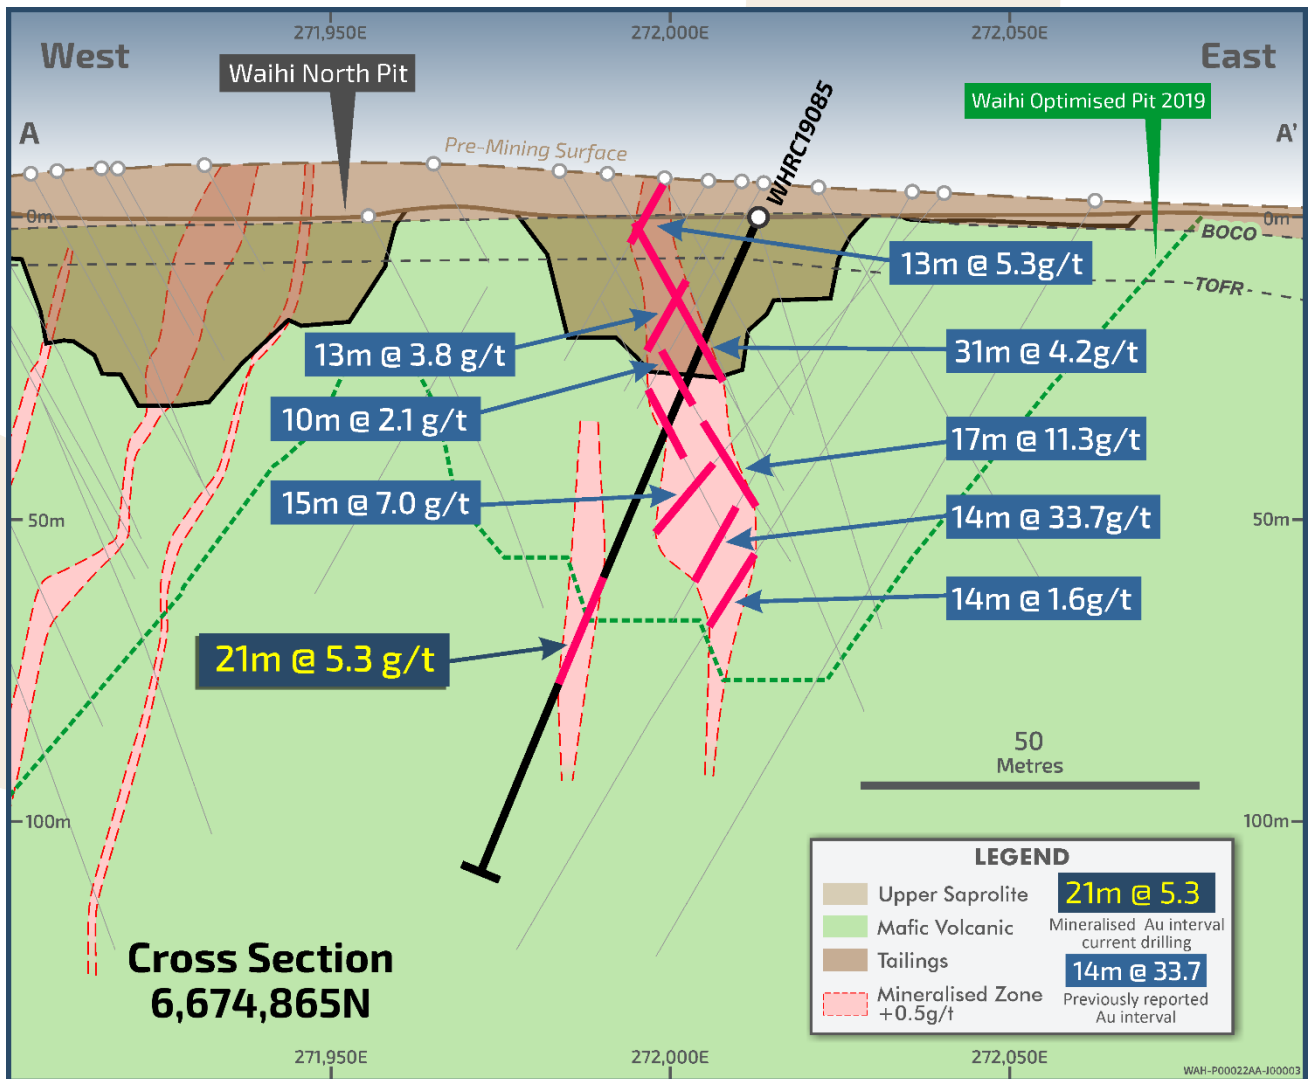 271,950E
272,000E
272,050E
West
East
Waihi North Pit
WHRC19085
Waihi Optimised Pit 2019
A
A'
Pre-Mining Surface
0m
0m
BOCO
TOFR
13m @ 5.3g/t
13m @ 3.8 g/t
31m @ 4.2g/t
10m @ 2.1 g/t
17m @ 11.3g/t
15m @ 7.0 g/t
50m
50m
14m @ 33.7g/t
14m @ 1.6g/t
21m @ 5.3 g/t
50
Metres
100m
100m
LEGEND
Upper Saprolite
Mafic Volcanic
Tailings
Mineralised Zone
+0.5g/t
21m @ 5.3
Mineralised Au interval
current drilling
14m @ 33.7
Previously reported
Au interval
Cross Section
6,674,865N
271,950E
272,000E
272,050E
WAH-P00022AA-J00003